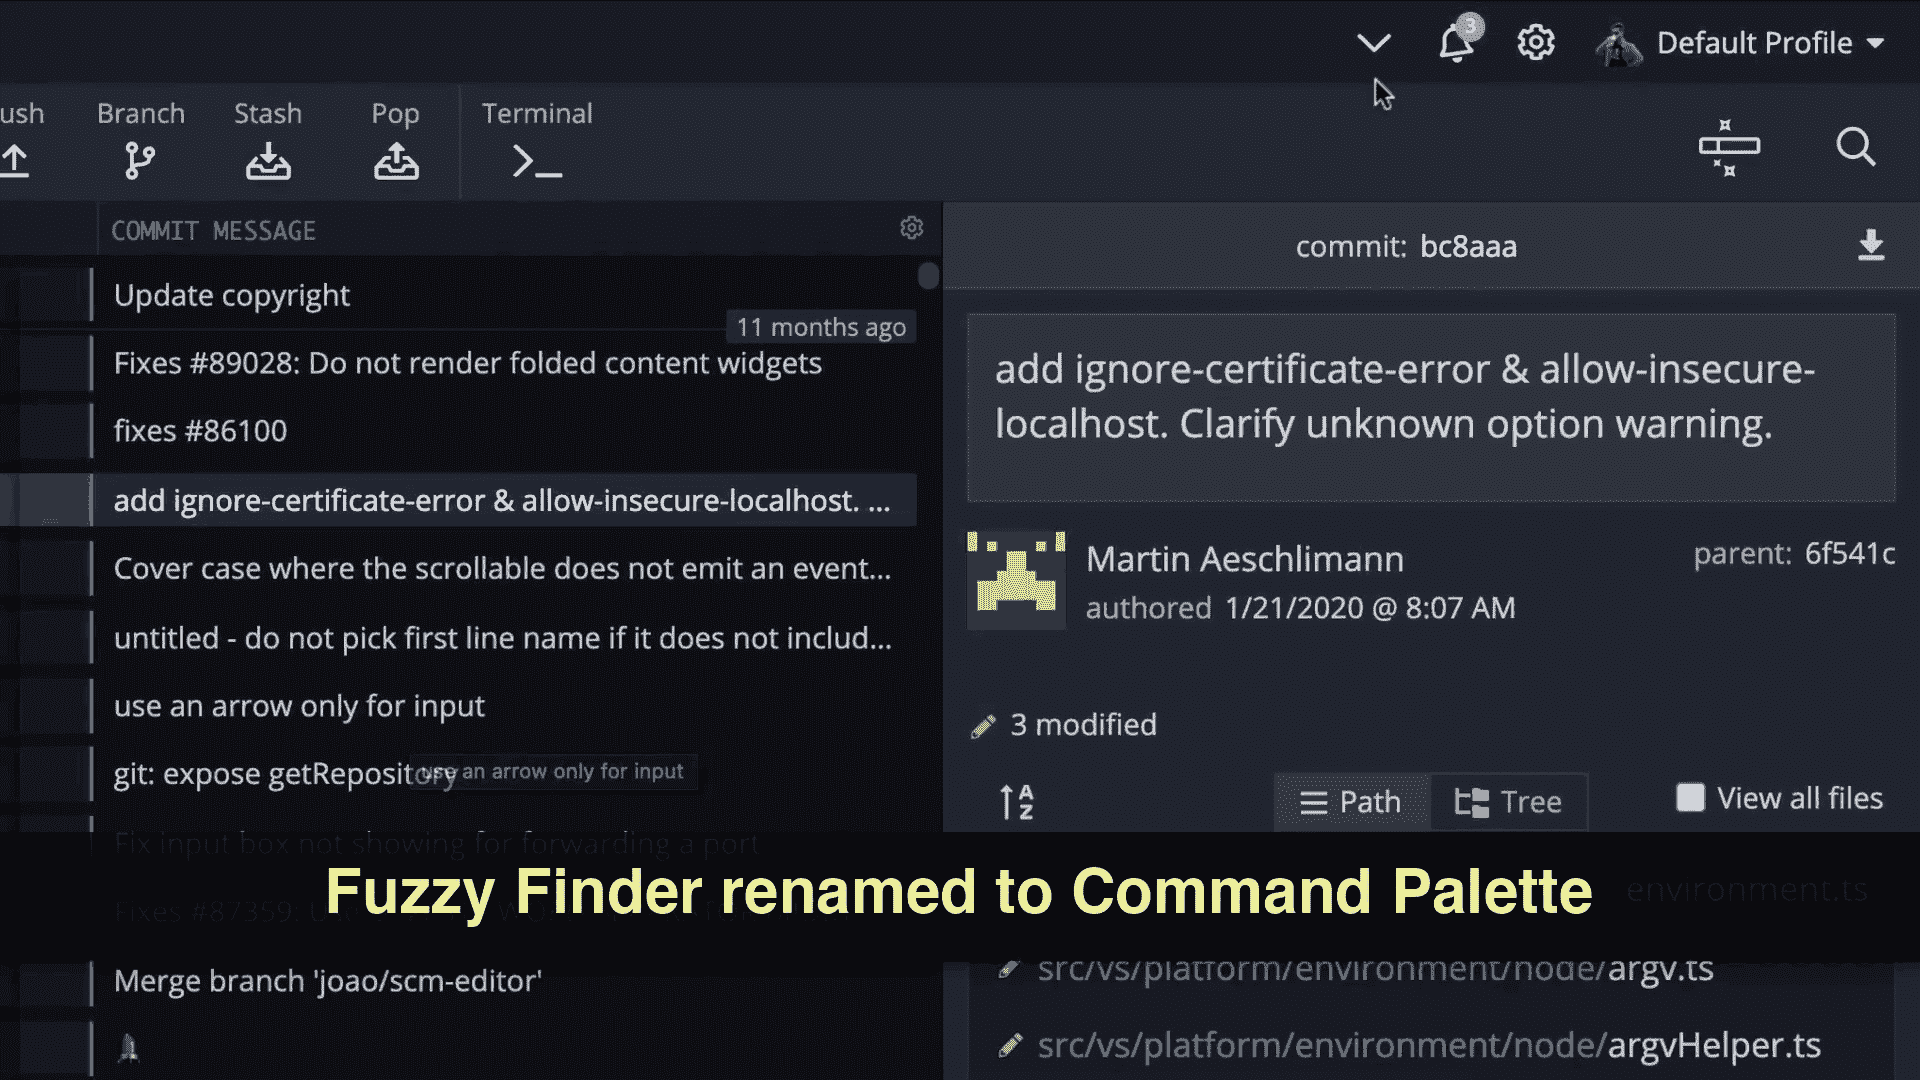 3
Default Profile
ush
Branch
Stash
Pop
Terminal
COMMIT MESSAGE
commit: bc8aaa
Update copyright
11 months ago
Fixes #89028: Do not render folded content widgets
fixes #86100
add ignore-certificate-error & allow-insecure-localhost. ...
Cover case where the scrollable does not emit an event...
untitled - do not pick first line name if it does not includ...
use an arrow only for input
git: expose getRepository
use an arrow only for input
Fix input box not showing for forwarding a port
Fixes #87359:
Merge branch 'joao/scm-editor'
add ignore-certificate-error & allow-insecure-
localhost. Clarify unknown option warning.
Martin Aeschlimann
authored 1/21/2020 @ 8:07 AM
parent: 6f541c
3 modified
A
Z
Path
Tree
View all files
environment.ts
src/vs/platform/environment/node/argv.ts
src/vs/platform/environment/node/argvHelper.ts
Fuzzy Finder renamed to Command Palette